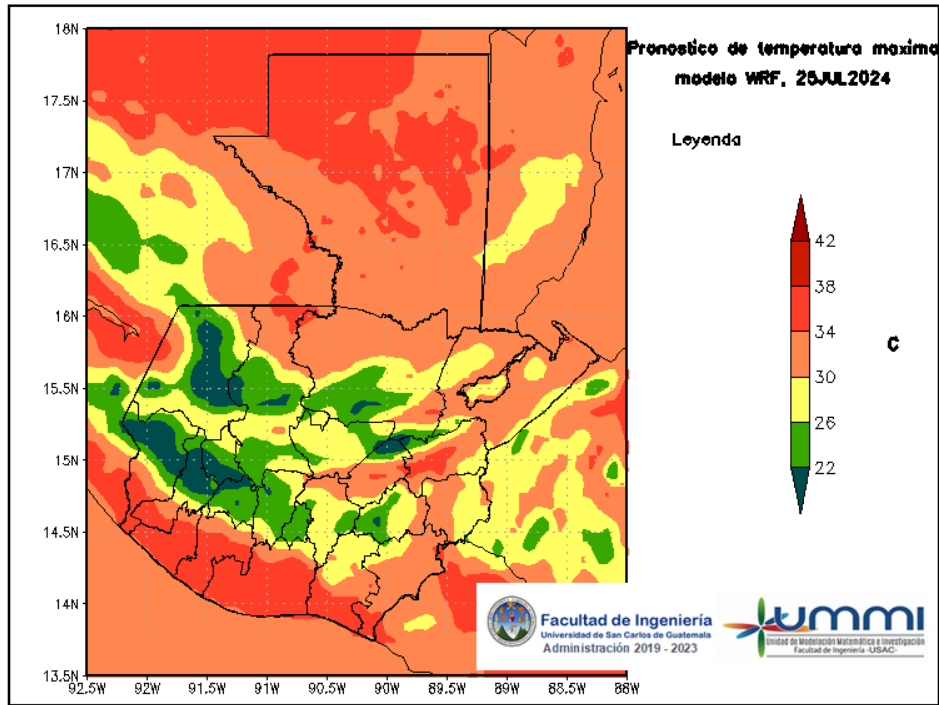 Pronostico de temperatura maxima
modelo WRF, 25JUL2024
Leyenda
42
38
34
30
26
22
C
18N
17.5N
17N
16.5N
16N
15.5N
15N
14.5N
14N
13.5N
92.5W 92W 91.5W 91W 90.5W 90W 89.5W 89W 88.5W 88W
Facultad de Ingeniería
Universidad de San Carlos de Guatemala
Administración 2019 - 2023
UMMI
Unidad de Modelación Matemática e Investigación
Facultad de Ingeniería -USAC-